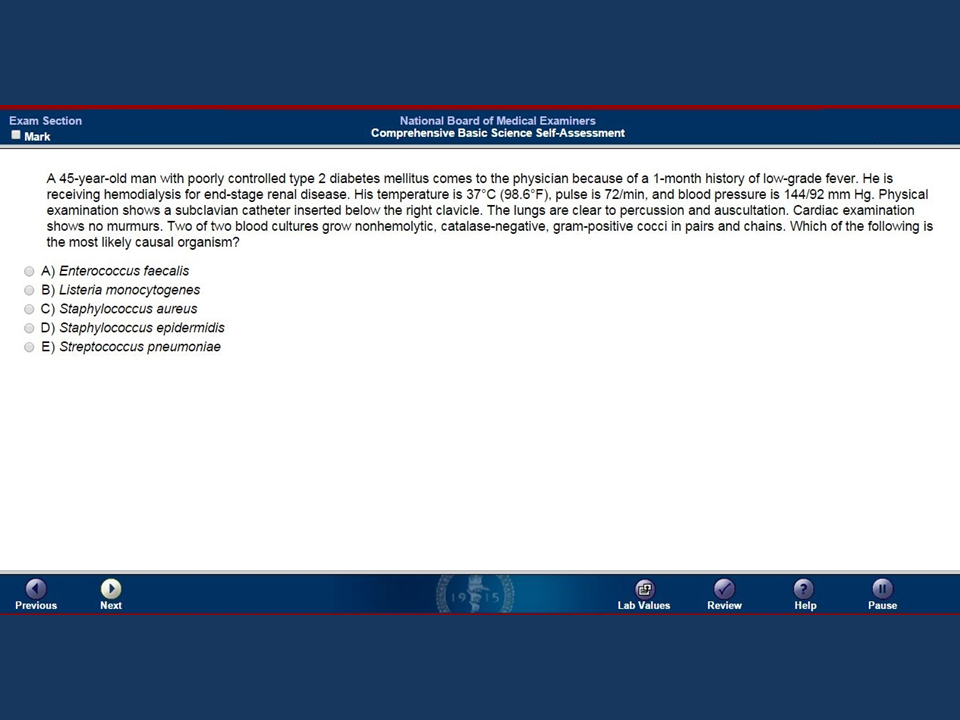 Exam Section
Mark
National Board of Medical Examiners
Comprehensive Basic Science Self-Assessment
A 45-year-old man with poorly controlled type 2 diabetes mellitus comes to the physician because of a 1-month history of low-grade fever. He is
receiving hemodialysis for end-stage renal disease. His temperature is 37°C (98.6°F), pulse is 72/min, and blood pressure is 144/92 mm Hg. Physical
examination shows a subclavian catheter inserted below the right clavicle. The lungs are clear to percussion and auscultation. Cardiac examination
shows no murmurs. Two of two blood cultures grow nonhemolytic, catalase-negative, gram-positive cocci in pairs and chains. Which of the following is
the most likely causal organism?
A) Enterococcus faecalis
B) Listeria monocytogenes
C) Staphylococcus aureus
D) Staphylococcus epidermidis
E) Streptococcus pneumoniae
Previous
Next
19 15
Lab Values
Review
Help
Pause